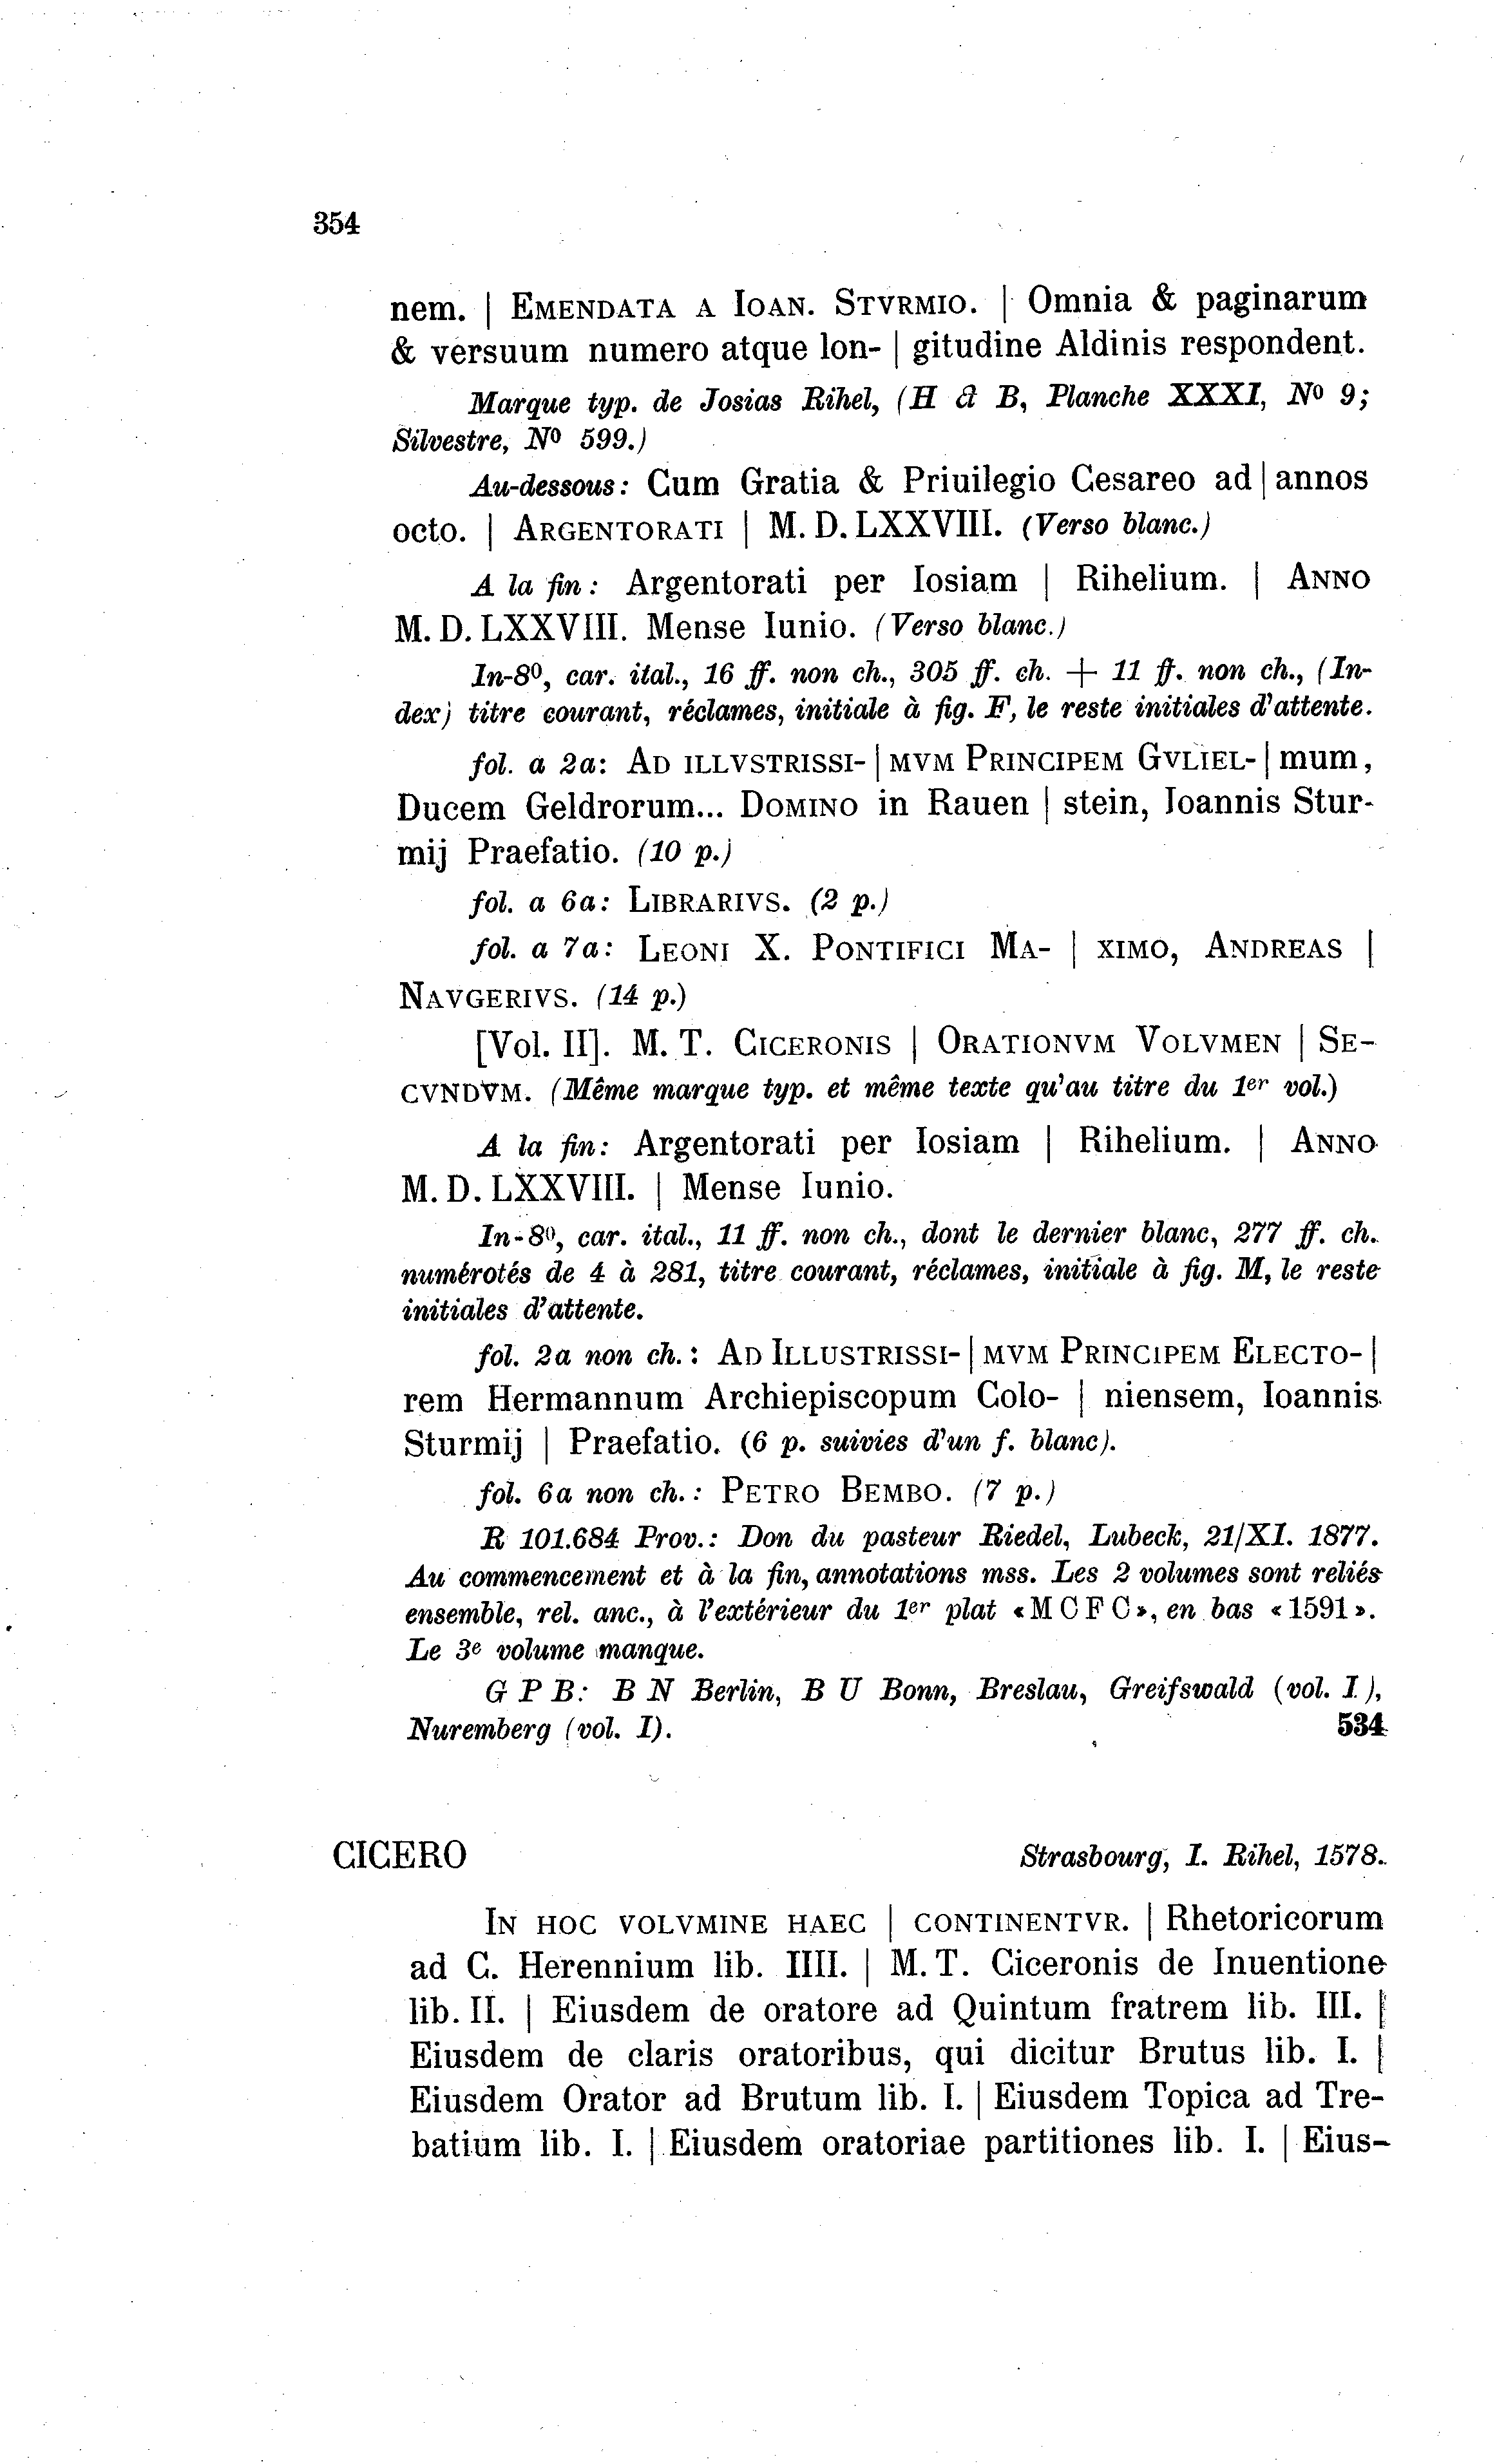 354
nem. | EMENDATA A IOAN. STVRMIO. | Omnia & paginarum
& versuum numero atque lon- | gitudine Aldinis respondent.
Marque typ. de Josias Rihel, (H & B, Planche XXXI, No 9;
Silvestre, No 599.)
Au-dessous: Cum Gratia & Priuilegio Cesareo ad | annos
octo. | ARGENTORATI | M. D. LXXVIII. (Verso blanc.)
A la fin: Argentorati per Iosiam | Rihelium. | ANNO
M. D. LXXVIII. Mense Iunio. (Verso blanc.)
In-8o, car. ital., 16 ff. non ch., 305 ff. ch. + 11 ff. non ch., (In-
dex) titre courant, réclames, initiale à fig. F, le reste initiales d'attente.
fol. a 2a: AD ILLVSTRISSI- | MVM PRINCIPEM GVLIEL- | mum,
Ducem Geldrorum... DOMINO in Rauen | stein, Ioannis Stur-
mij Praefatio. (10 p.)
fol. a 6a: LIBRARIVS. (2 p.)
fol. a 7a: LEONI X. PONTIFICI MA- | XIMO, ANDREAS |
NAVGERIVS. (14 p.)
[Vol. II]. M. T. CICERONIS | ORATIONVM VOLVMEN | SE-
CVNDVM. (Même marque typ. et même texte qu'au titre du 1er vol.)
A la fin: Argentorati per Iosiam | Rihelium. | ANNO
M. D. LXXVIII. | Mense Iunio.
In-8o, car. ital., 11 ff. non ch., dont le dernier blanc, 277 ff. ch.
numérotés de 4 à 281, titre courant, réclames, initiale à fig. M, le reste
initiales d'attente.
fol. 2a non ch.: AD ILLUSTRISSI- | MVM PRINCIPEM ELECTO- |
rem Hermannum Archiepiscopum Colo- | niensem, Ioannis
Sturmij | Praefatio. (6 p. suivies d'un f. blanc).
fol. 6a non ch.: PETRO BEMBO. (7 p.)
R 101.684 Prov.: Don du pasteur Riedel, Lubeck, 21/XI. 1877.
Au commencement et à la fin, annotations mss. Les 2 volumes sont reliés
ensemble, rel. anc., à l'extérieur du 1er plat «M C F C», en bas «1591».
Le 3e volume manque.
G P B: B N Berlin, B U Bonn, Breslau, Greifswald (vol. I),
Nuremberg (vol. I). 534
CICERO Strasbourg, I. Rihel, 1578.
IN HOC VOLVMINE HAEC | CONTINENTVR. | Rhetoricorum
ad C. Herennium lib. IIII. | M. T. Ciceronis de Inuentione
lib. II. | Eiusdem de oratore ad Quintum fratrem lib. III. |
Eiusdem de claris oratoribus, qui dicitur Brutus lib. I. |
Eiusdem Orator ad Brutum lib. I. | Eiusdem Topica ad Tre-
batium lib. I. | Eiusdem oratoriae partitiones lib. I. | Eius-